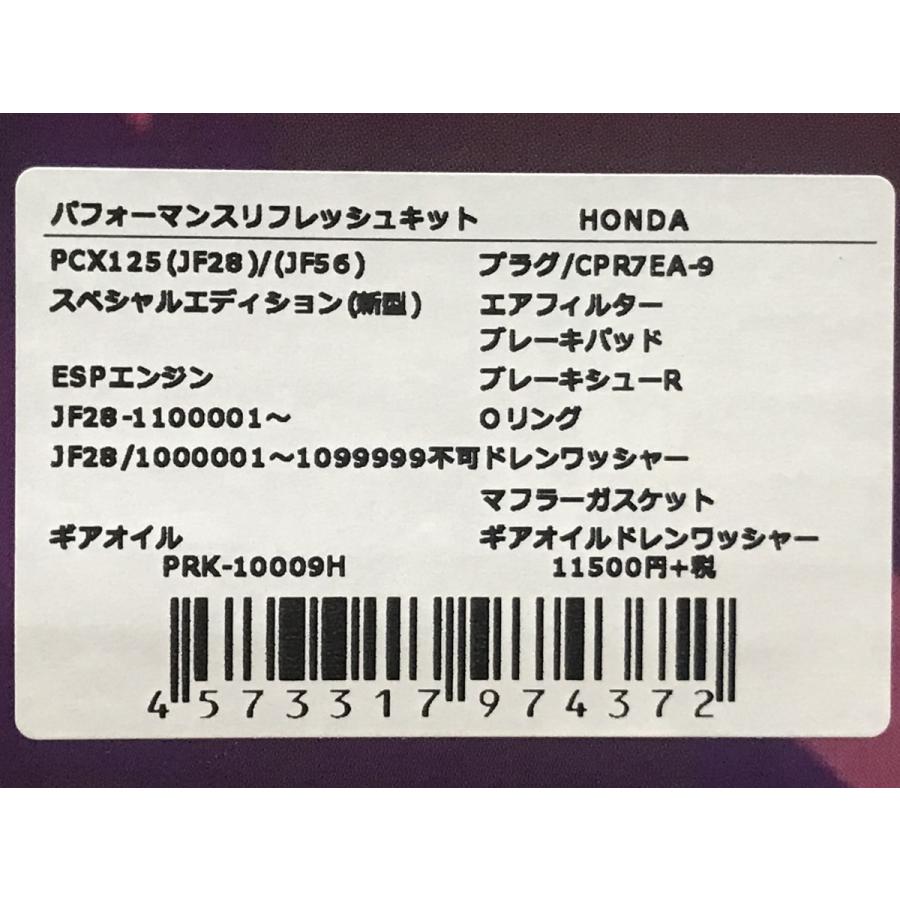 パフォーマンスリフレッシュキット HONDA
PCX125(JF28)/(JF56) プラグ/CPR7EA-9
スペシャルエディション(新型) エアフィルター
ブレーキパッド
ESPエンジン ブレーキシューR
JF28-1100001～ Oリング
JF28/1000001～1099999不可ドレンワッシャー
マフラーガスケット
ギアオイル ギアオイルドレンワッシャー
PRK-10009H 11500円+税
4573317974372